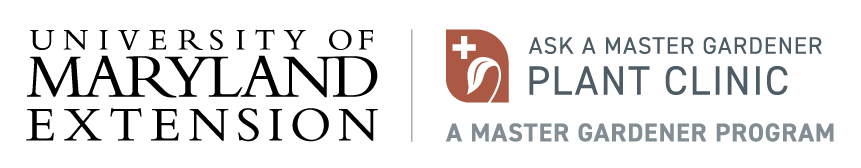 UNIVERSITY OF
MARYLAND
EXTENSION
ASK A MASTER GARDENER
PLANT CLINIC
A MASTER GARDENER PROGRAM